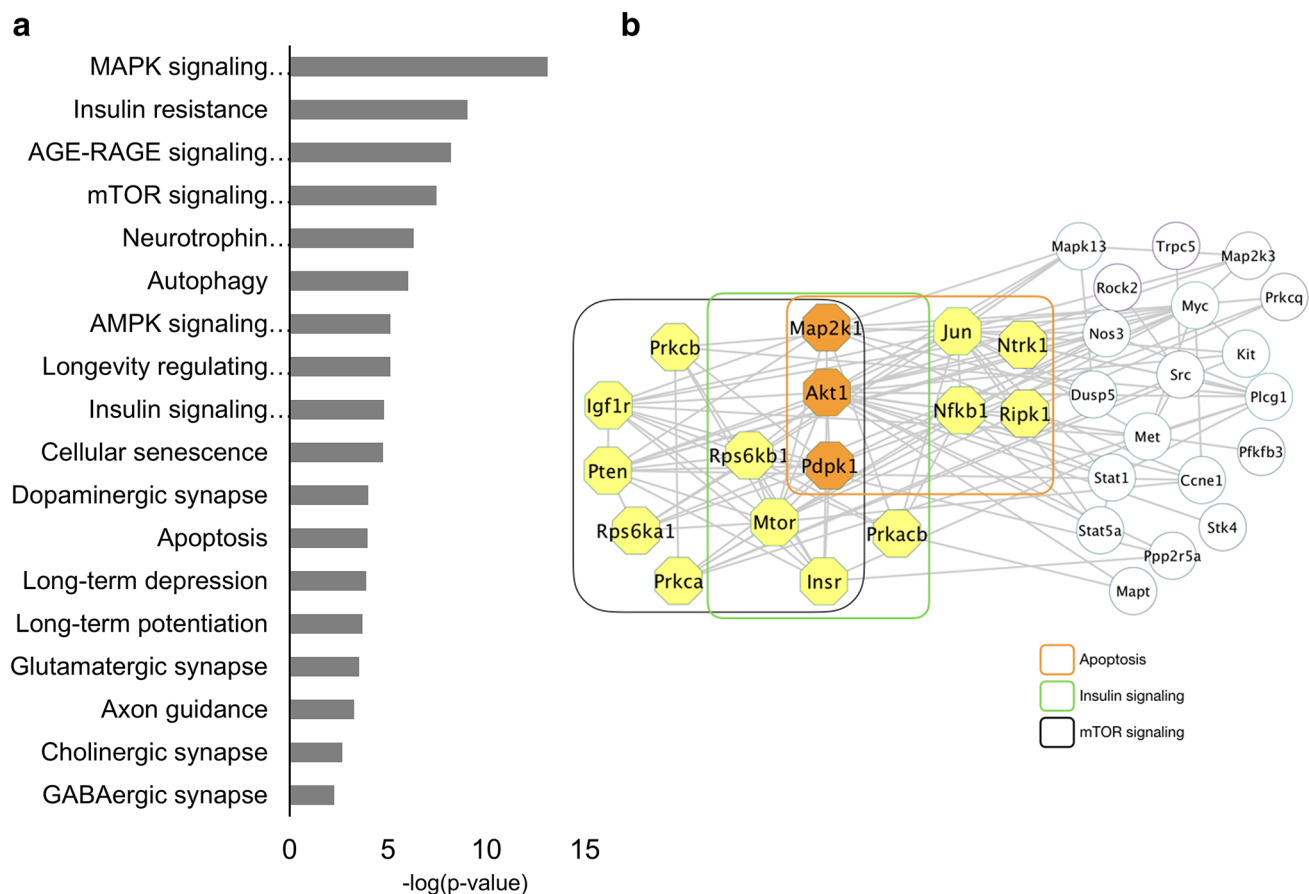 a
MAPK signaling…
Insulin resistance
AGE-RAGE signaling…
mTOR signaling…
Neurotrophin…
Autophagy
AMPK signaling…
Longevity regulating…
Insulin signaling…
Cellular senescence
Dopaminergic synapse
Apoptosis
Long-term depression
Long-term potentiation
Glutamatergic synapse
Axon guidance
Cholinergic synapse
GABAergic synapse
0 5 10 15
-log(p-value)
b
Mapk13
Trpc5
Map2k3
Rock2
Prkcq
Myc
Map2k1
Jun
Nos3
Prkcb
Ntrk1
Kit
Src
Akt1
Dusp5
Plcg1
Igf1r
Nfkb1
Ripk1
Met
Rps6kb1
Pfkfb3
Pten
Pdpk1
Stat1
Ccne1
Mtor
Stk4
Rps6ka1
Prkacb
Stat5a
Ppp2r5a
Prkca
Insr
Mapt
Apoptosis
Insulin signaling
mTOR signaling